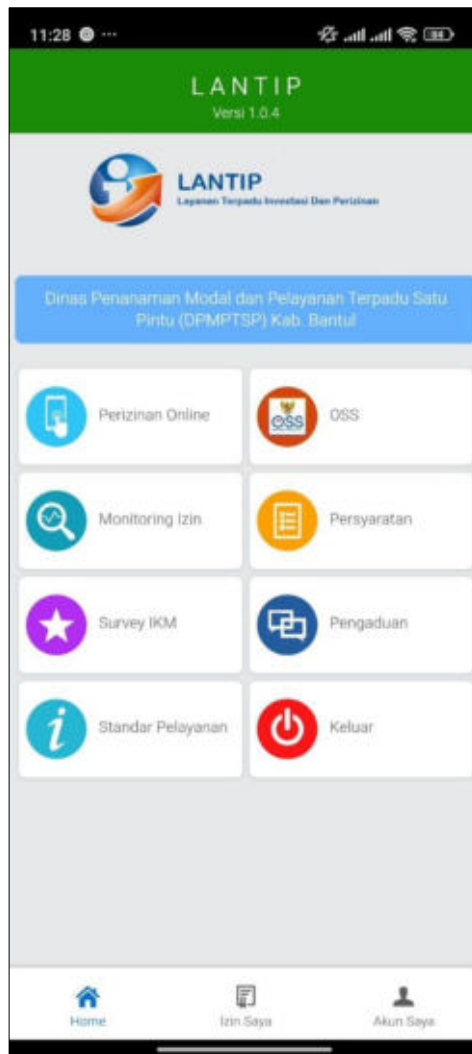 11:28
84
LANTIP
Versi 1.0.4
LANTIP
Layanan Terpadu Investasi Dan Perizinan
Dinas Penanaman Modal dan Pelayanan Terpadu Satu
Pintu (DPMPTSP) Kab. Bantul
Perizinan Online
OSS
OSS
Monitoring Izin
Persyaratan
Survey IKM
Pengaduan
Standar Pelayanan
Keluar
Home
Izin Saya
Akun Saya